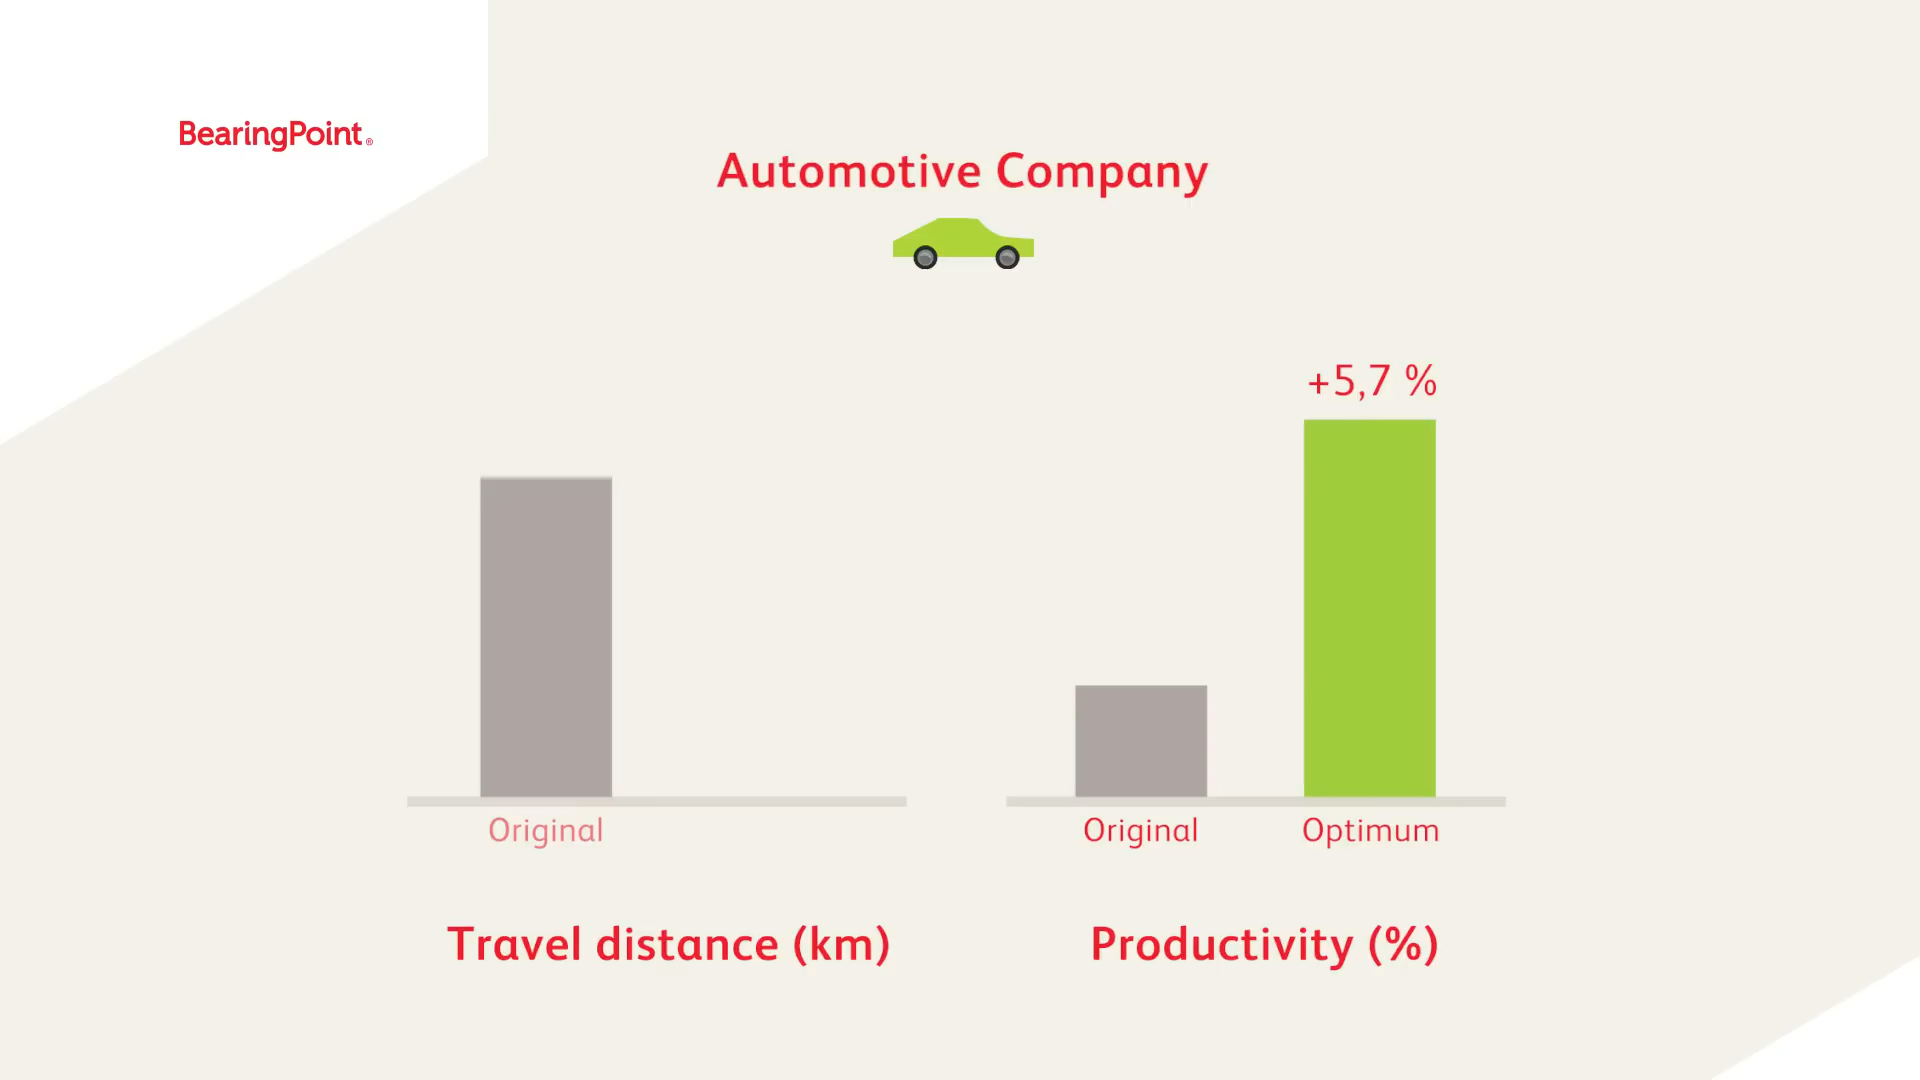 BearingPoint®
Automotive Company
+5,7 %
Original
Original
Optimum
Travel distance (km)
Productivity (%)